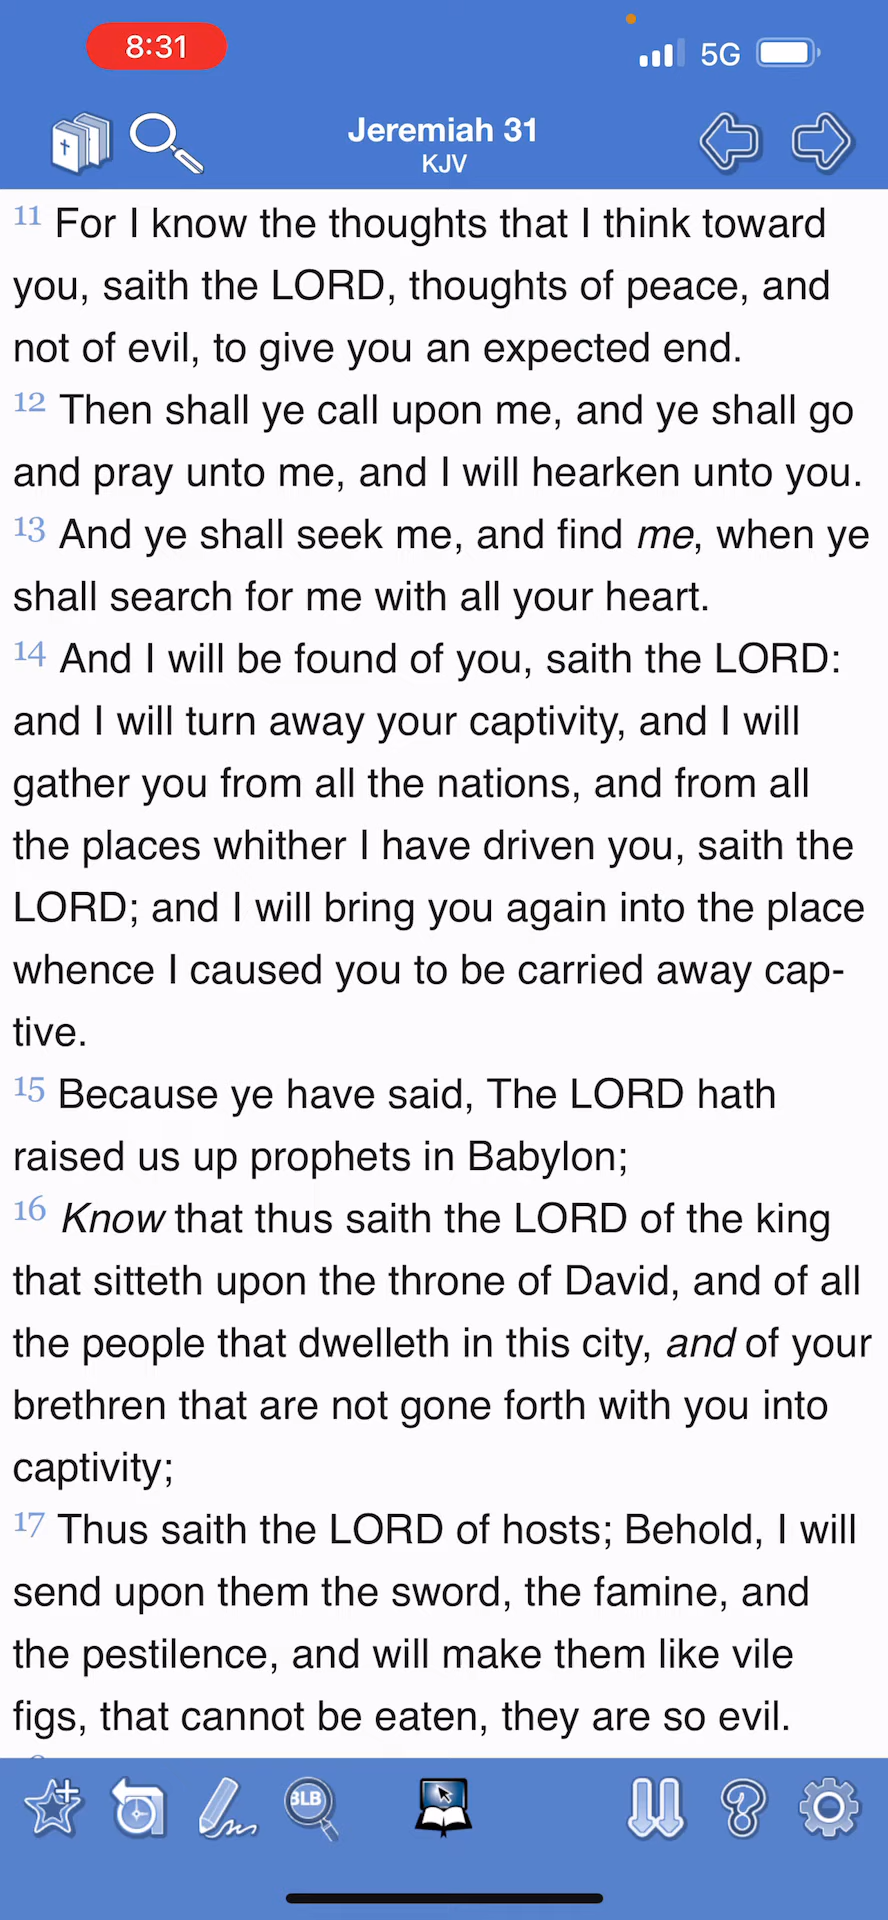 8:31
5G
Jeremiah 31
KJV
11 For I know the thoughts that I think toward
you, saith the LORD, thoughts of peace, and
not of evil, to give you an expected end.
12 Then shall ye call upon me, and ye shall go
and pray unto me, and I will hearken unto you.
13 And ye shall seek me, and find me, when ye
shall search for me with all your heart.
14 And I will be found of you, saith the LORD:
and I will turn away your captivity, and I will
gather you from all the nations, and from all
the places whither I have driven you, saith the
LORD; and I will bring you again into the place
whence I caused you to be carried away cap-
tive.
15 Because ye have said, The LORD hath
raised us up prophets in Babylon;
16 Know that thus saith the LORD of the king
that sitteth upon the throne of David, and of all
the people that dwelleth in this city, and of your
brethren that are not gone forth with you into
captivity;
17 Thus saith the LORD of hosts; Behold, I will
send upon them the sword, the famine, and
the pestilence, and will make them like vile
figs, that cannot be eaten, they are so evil.
BLB